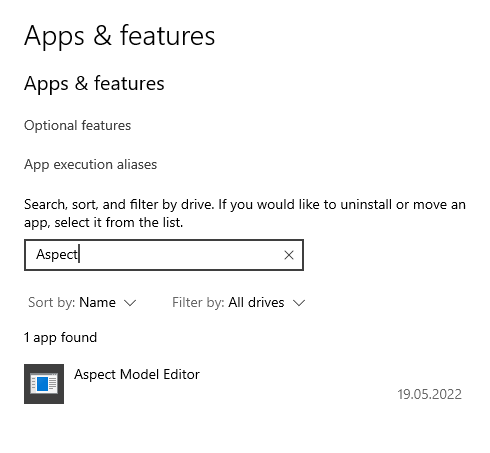 Apps & features
Apps & features
Optional features
App execution aliases
Search, sort, and filter by drive. If you would like to uninstall or move an
app, select it from the list.
Aspect
Sort by: Name Filter by: All drives
1 app found
Aspect Model Editor
19.05.2022